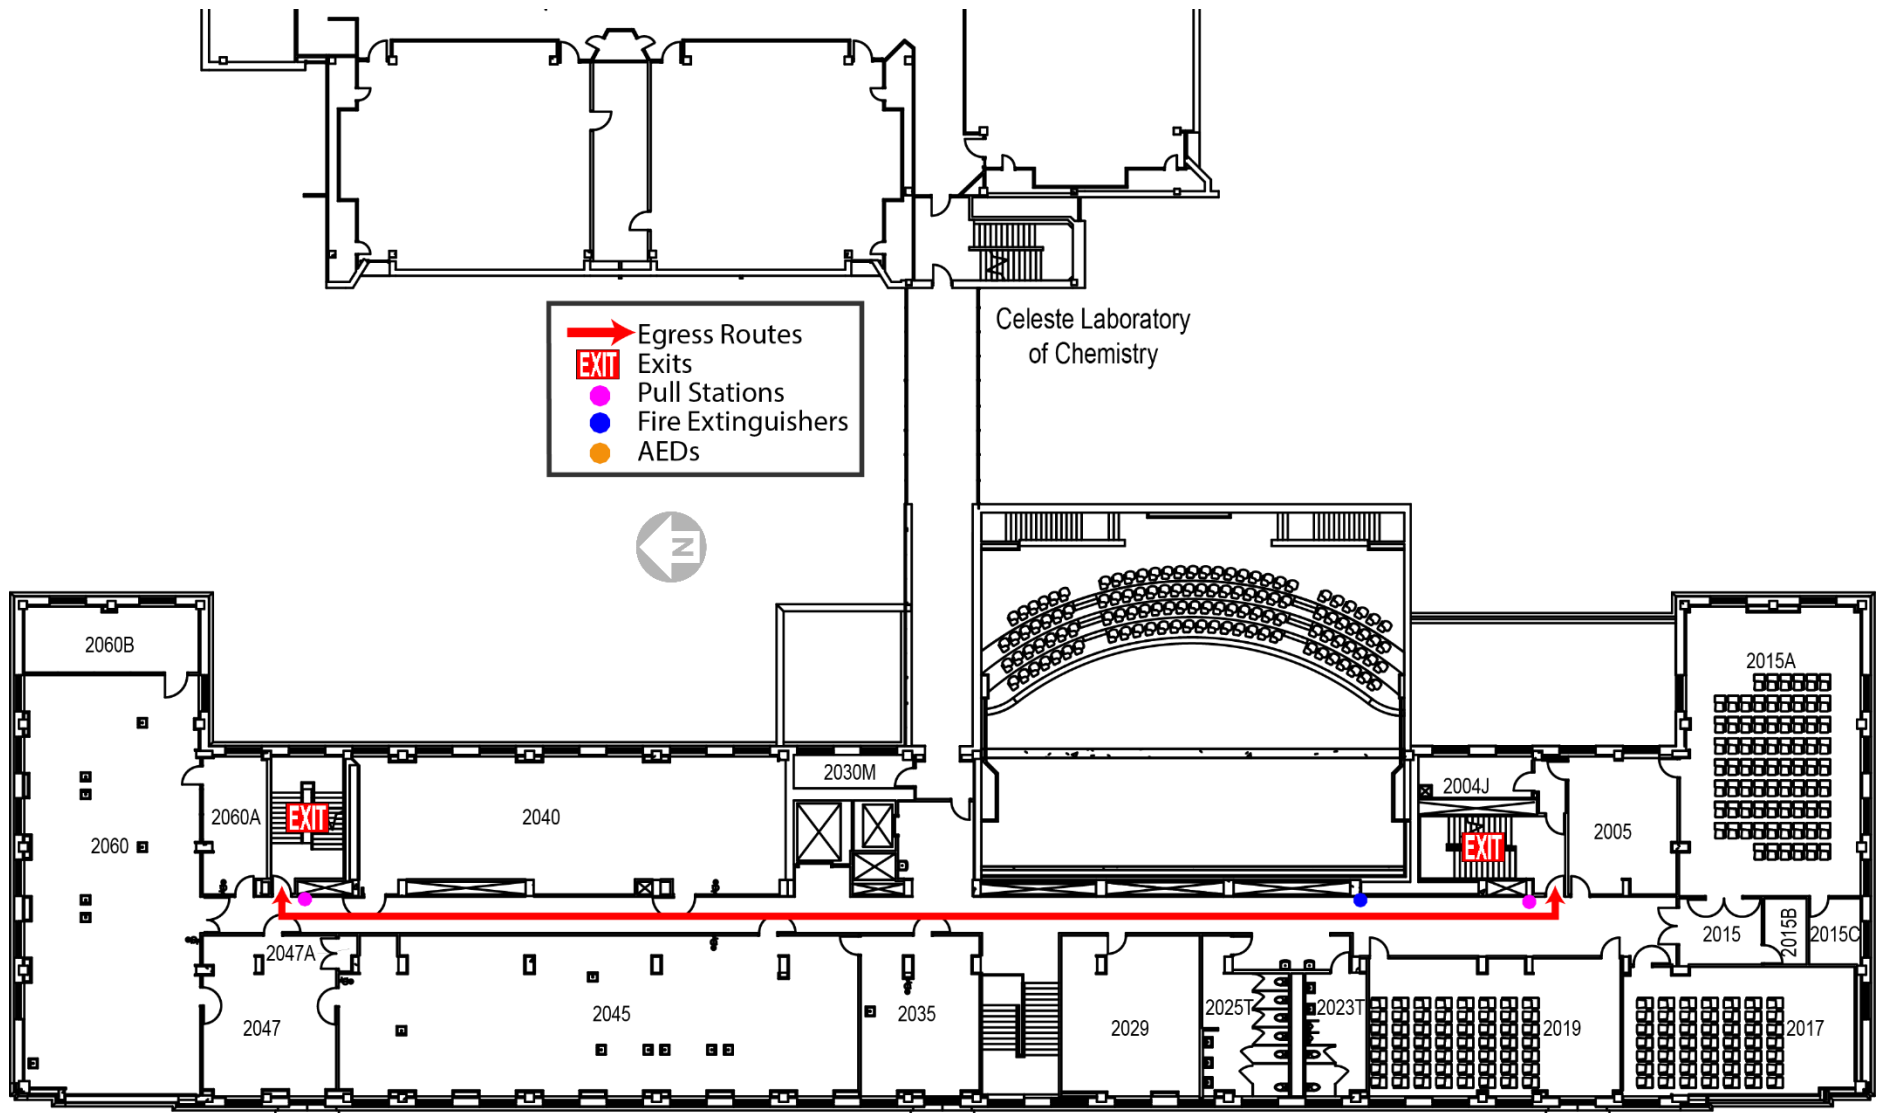 Celeste Laboratory
of Chemistry
Egress Routes
EXIT Exits
Pull Stations
Fire Extinguishers
AEDs
N
2060B
2015A
2030M
2004J
2060A
EXIT
2040
EXIT
2005
2060
2047A
2015
2015B
2015C
2047
2045
2035
2029
2025T
2023T
2019
2017